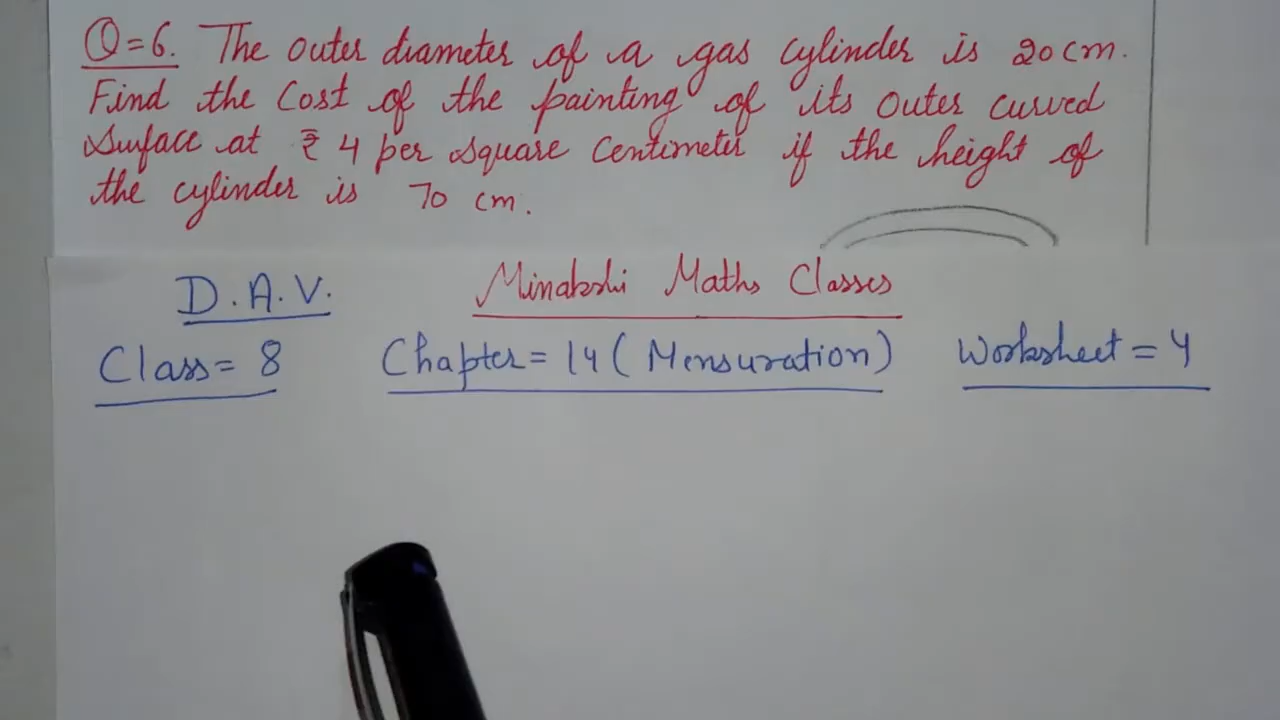 Q=6. The outer diameter of a gas cylinder is 20 cm.
Find the Cost of the painting of its outer curved
Surface at ₹ 4 per square Centimeter if the height of
the cylinder is 70 cm.
D.A.V. Minakshi Maths Classes
Class= 8 Chapter= 14 ( Mensuration) Worksheet = 4